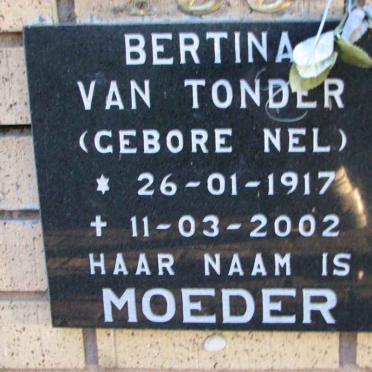 BERTINA
VAN TONDER
(GEBORE NEL)
* 26-01-1917
✝ 11-03-2002
HAAR NAAM IS
MOEDER